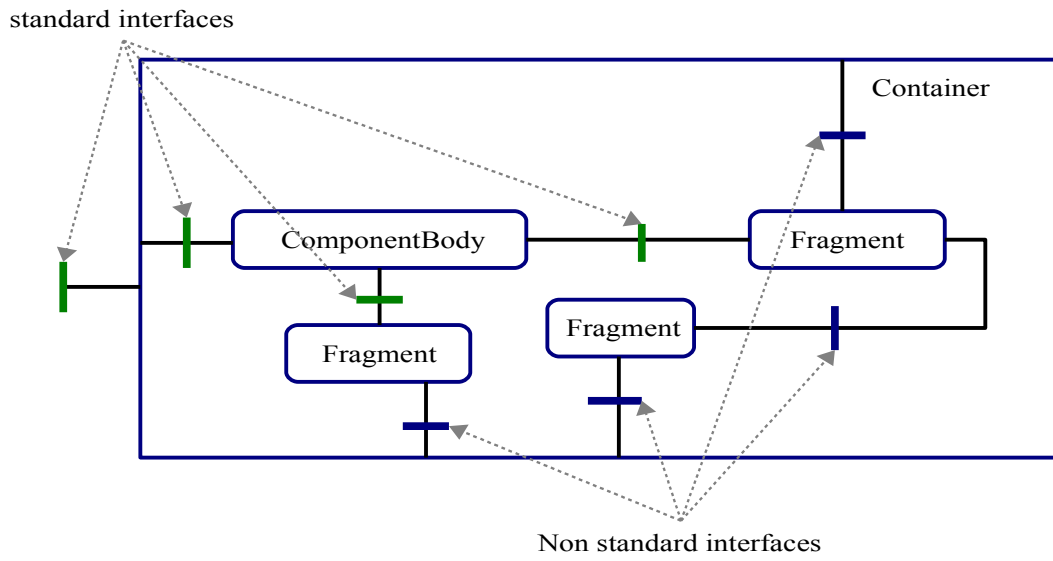 standard interfaces
Container
ComponentBody
Fragment
Fragment
Fragment
Non standard interfaces